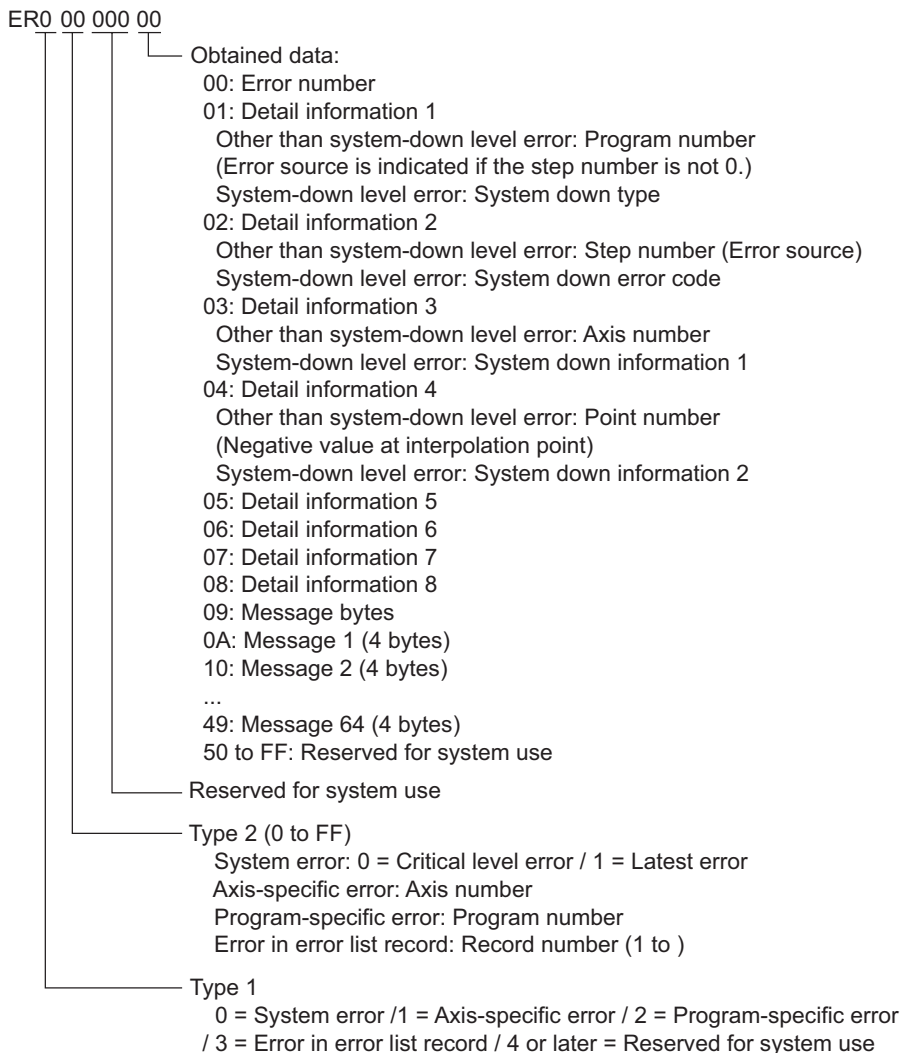 ER0 00 000 00
Obtained data:
00: Error number
01: Detail information 1
Other than system-down level error: Program number
(Error source is indicated if the step number is not 0.)
System-down level error: System down type
02: Detail information 2
Other than system-down level error: Step number (Error source)
System-down level error: System down error code
03: Detail information 3
Other than system-down level error: Axis number
System-down level error: System down information 1
04: Detail information 4
Other than system-down level error: Point number
(Negative value at interpolation point)
System-down level error: System down information 2
05: Detail information 5
06: Detail information 6
07: Detail information 7
08: Detail information 8
09: Message bytes
0A: Message 1 (4 bytes)
10: Message 2 (4 bytes)
...
49: Message 64 (4 bytes)
50 to FF: Reserved for system use
Reserved for system use
Type 2 (0 to FF)
System error: 0 = Critical level error / 1 = Latest error
Axis-specific error: Axis number
Program-specific error: Program number
Error in error list record: Record number (1 to )
Type 1
0 = System error /1 = Axis-specific error / 2 = Program-specific error
/ 3 = Error in error list record / 4 or later = Reserved for system use